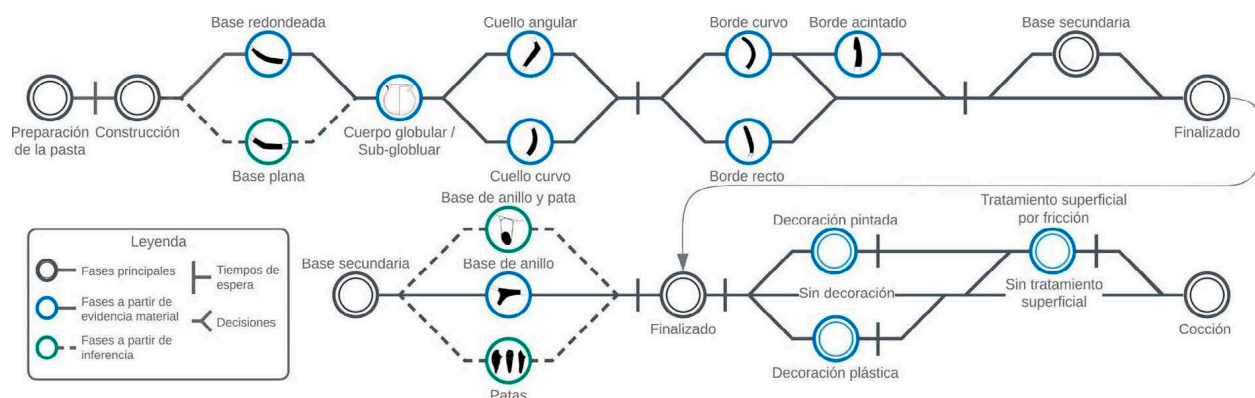 Base redondeada
Cuello angular
Borde curvo
Borde acintado
Base secundaria
Preparación
de la pasta
Construcción
Cuerpo globular /
Sub-globluar
Finalizado
Base plana
Cuello curvo
Borde recto
Base de anillo y pata
Decoración pintada
Tratamiento superficial
por fricción
Leyenda
Fases principales
Tiempos de
espera
Fases a partir de
evidencia material
Decisiones
Fases a partir de
inferencia
Base secundaria
Base de anillo
Sin decoración
Sin tratamiento
superficial
Finalizado
Cocción
Patas
Decoración plástica